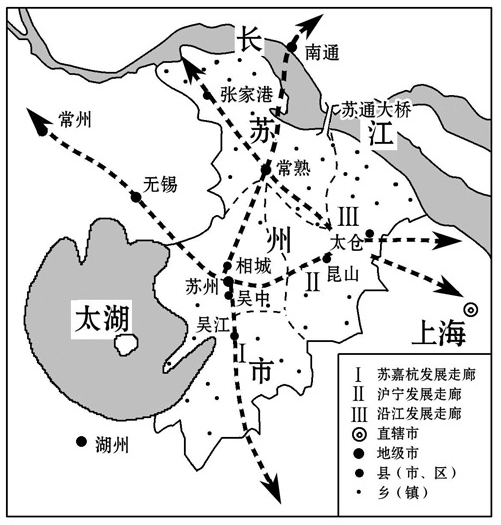 长
南通
张家港
苏通大桥
常州
苏
江
常熟
无锡
Ⅲ
州
太仓
相城
昆山
苏州
Ⅱ
吴中
太湖
吴江
上海
Ⅰ
市
湖州
Ⅰ 苏嘉杭发展走廊
Ⅱ 沪宁发展走廊
Ⅲ 沿江发展走廊
直辖市
地级市
县（市、区）
乡（镇）